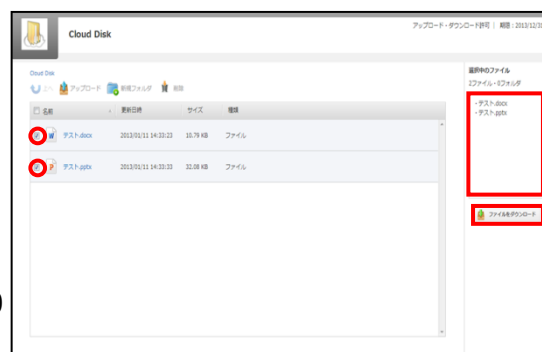 Cloud Disk
アップロード・ダウンロード許可 | 期限 : 2013/12/31
Cloud Disk
上へ アップロード 新規フォルダ 削除
名前 更新日時 サイズ 種類
テスト.docx 2013/01/11 14:33:23 10.79 KB ファイル
テスト.pptx 2013/01/11 14:33:33 32.08 KB ファイル
選択中のファイル
2ファイル・0フォルダ
- テスト.docx
- テスト.pptx
ファイルをダウンロード